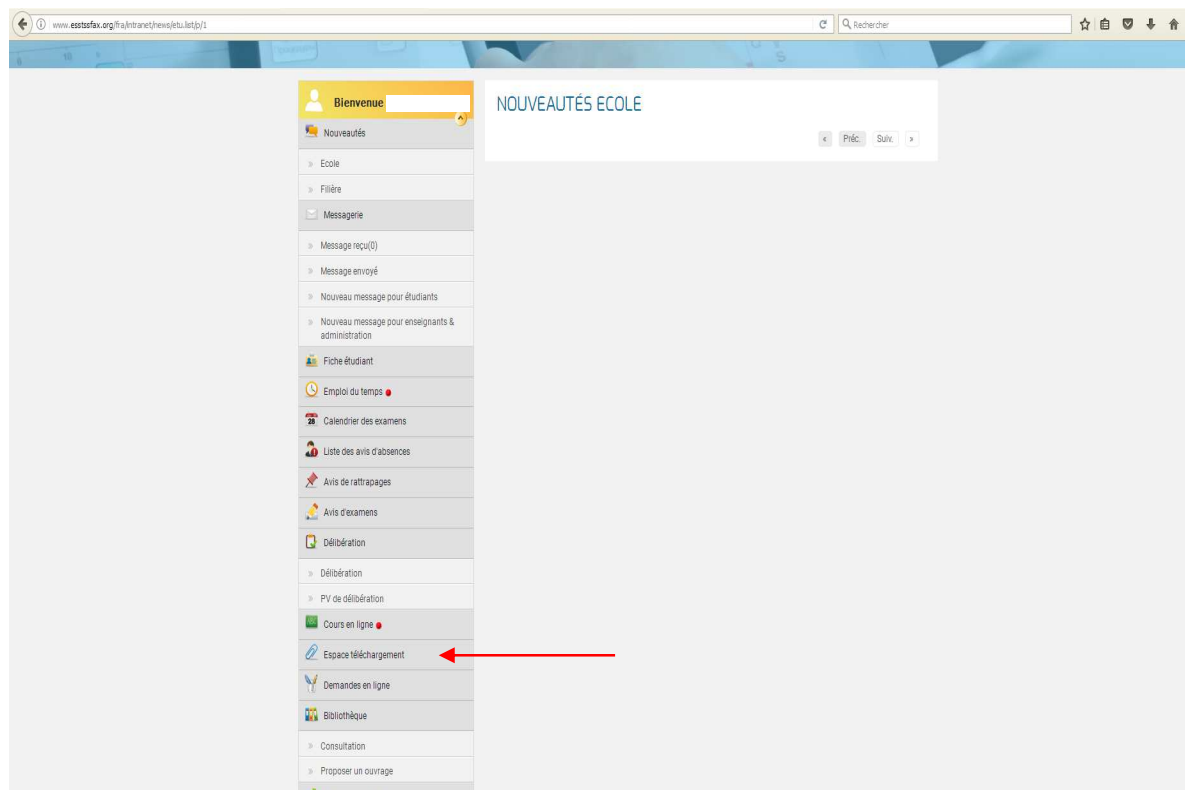 www.esstssfax.org/fra/intranet/news/etu.list/p/1
Rechercher
Bienvenue
NOUVEAUTÉS ECOLE
Nouveautés
« Préc. Suiv. »
» Ecole
» Filière
Messagerie
» Message reçu(0)
» Message envoyé
» Nouveau message pour étudiants
» Nouveau message pour enseignants &
administration
Fiche étudiant
Emploi du temps
28 Calendrier des examens
Liste des avis d'absences
Avis de rattrapages
Avis d'examens
Délibération
» Délibération
» PV de délibération
Cours en ligne
Espace téléchargement
Demandes en ligne
Bibliothèque
» Consultation
» Proposer un ouvrage